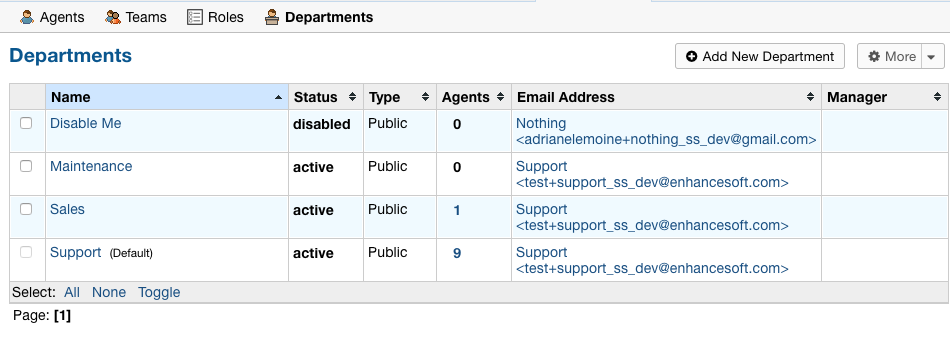 Agents Teams Roles Departments
Departments
Add New Department More
Name Status Type Agents Email Address Manager
Disable Me disabled Public 0 Nothing
<adrianelemoine+nothing_ss_dev@gmail.com>
Maintenance active Public 0 Support
<test+support_ss_dev@enhancesoft.com>
Sales active Public 1 Support
<test+support_ss_dev@enhancesoft.com>
Support (Default) active Public 9 Support
<test+support_ss_dev@enhancesoft.com>
Select: All None Toggle
Page: [1]